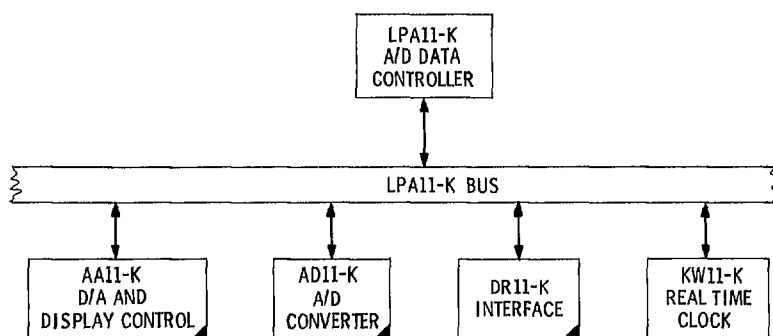 LPA11-K
A/D DATA
CONTROLLER
LPA11-K BUS
AA11-K
D/A AND
DISPLAY CONTROL
AD11-K
A/D
CONVERTER
DR11-K
INTERFACE
KW11-K
REAL TIME
CLOCK